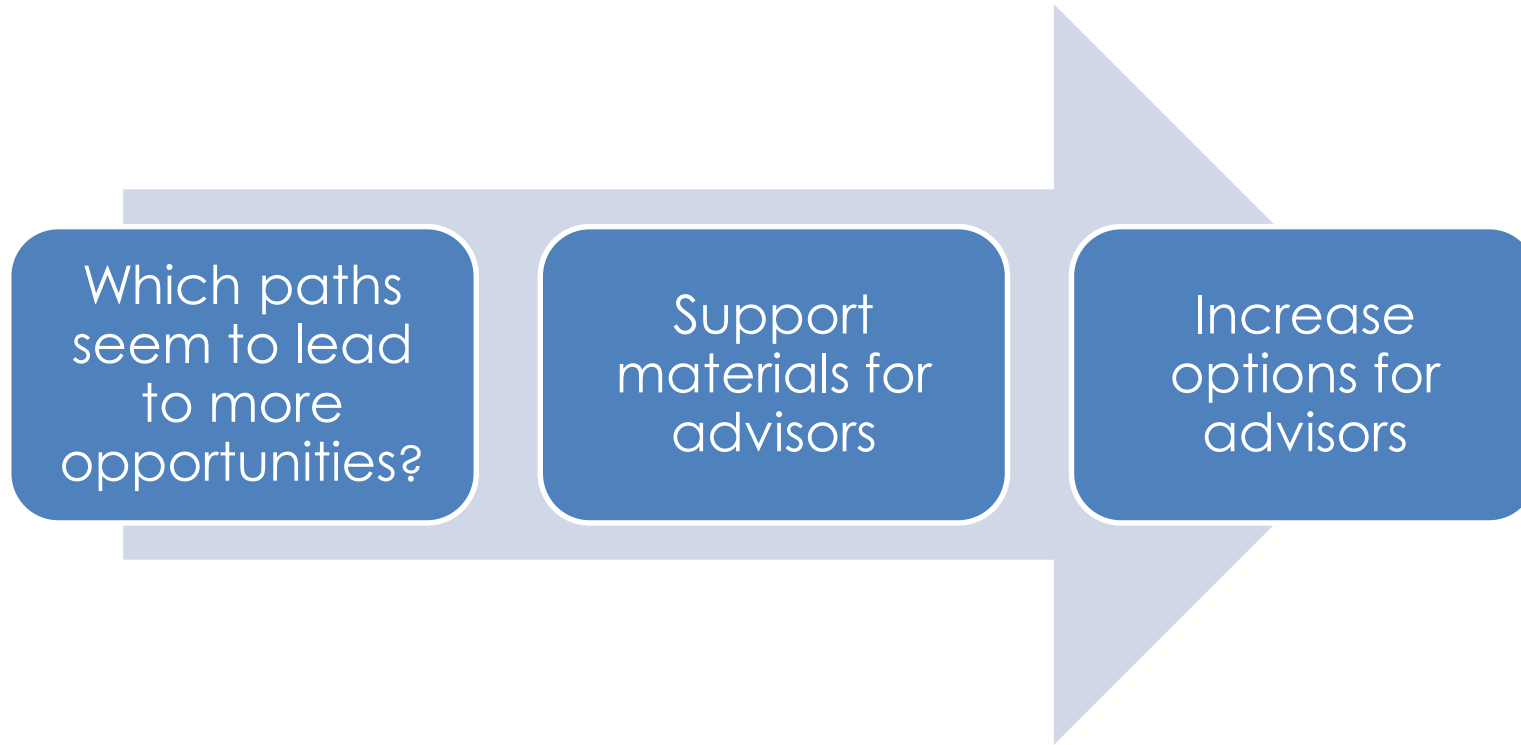 Which paths
seem to lead
to more
opportunities?
Support
materials for
advisors
Increase
options for
advisors